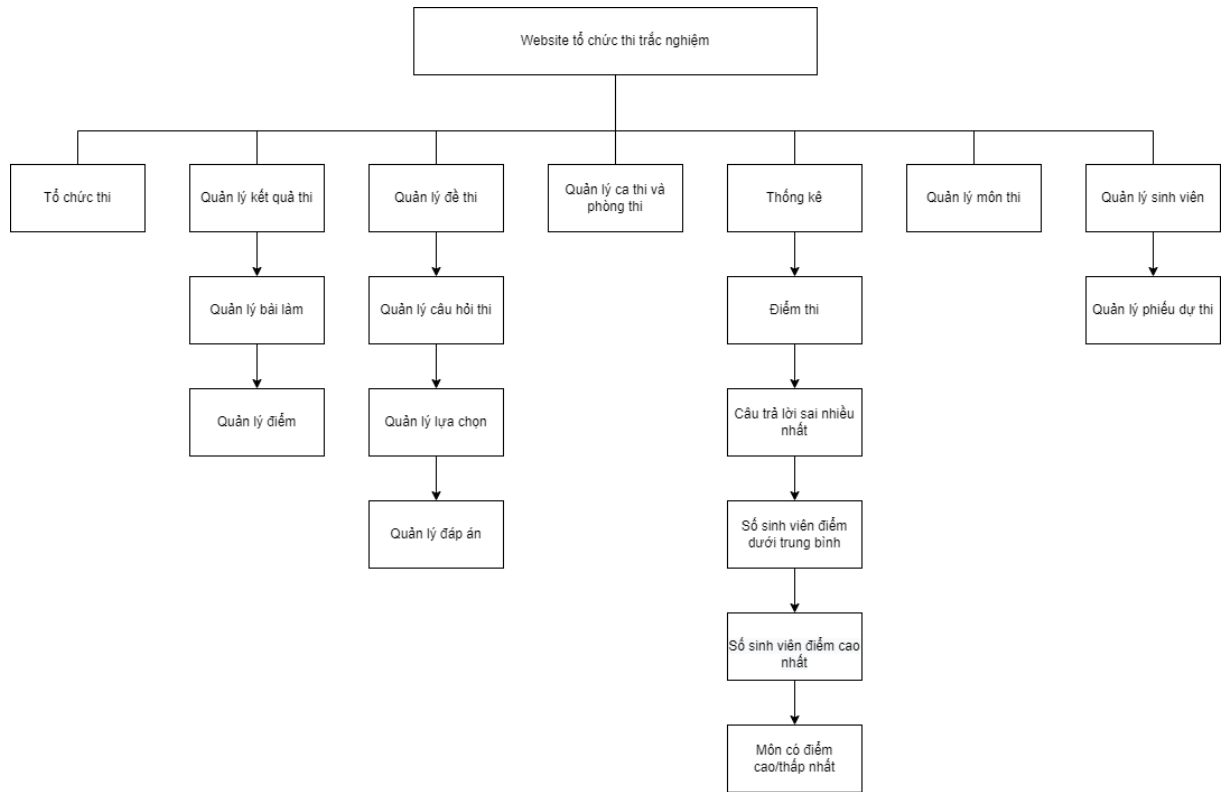 Website tổ chức thi trắc nghiệm
Tổ chức thi
Quản lý kết quả thi
Quản lý đề thi
Quản lý ca thi và
phòng thi
Thống kê
Quản lý môn thi
Quản lý sinh viên
Quản lý bài làm
Quản lý câu hỏi thi
Điểm thi
Quản lý phiếu dự thi
Quản lý điểm
Quản lý lựa chọn
Câu trả lời sai nhiều
nhất
Quản lý đáp án
Số sinh viên điểm
dưới trung bình
Số sinh viên điểm cao
nhất
Môn có điểm
cao/thấp nhất